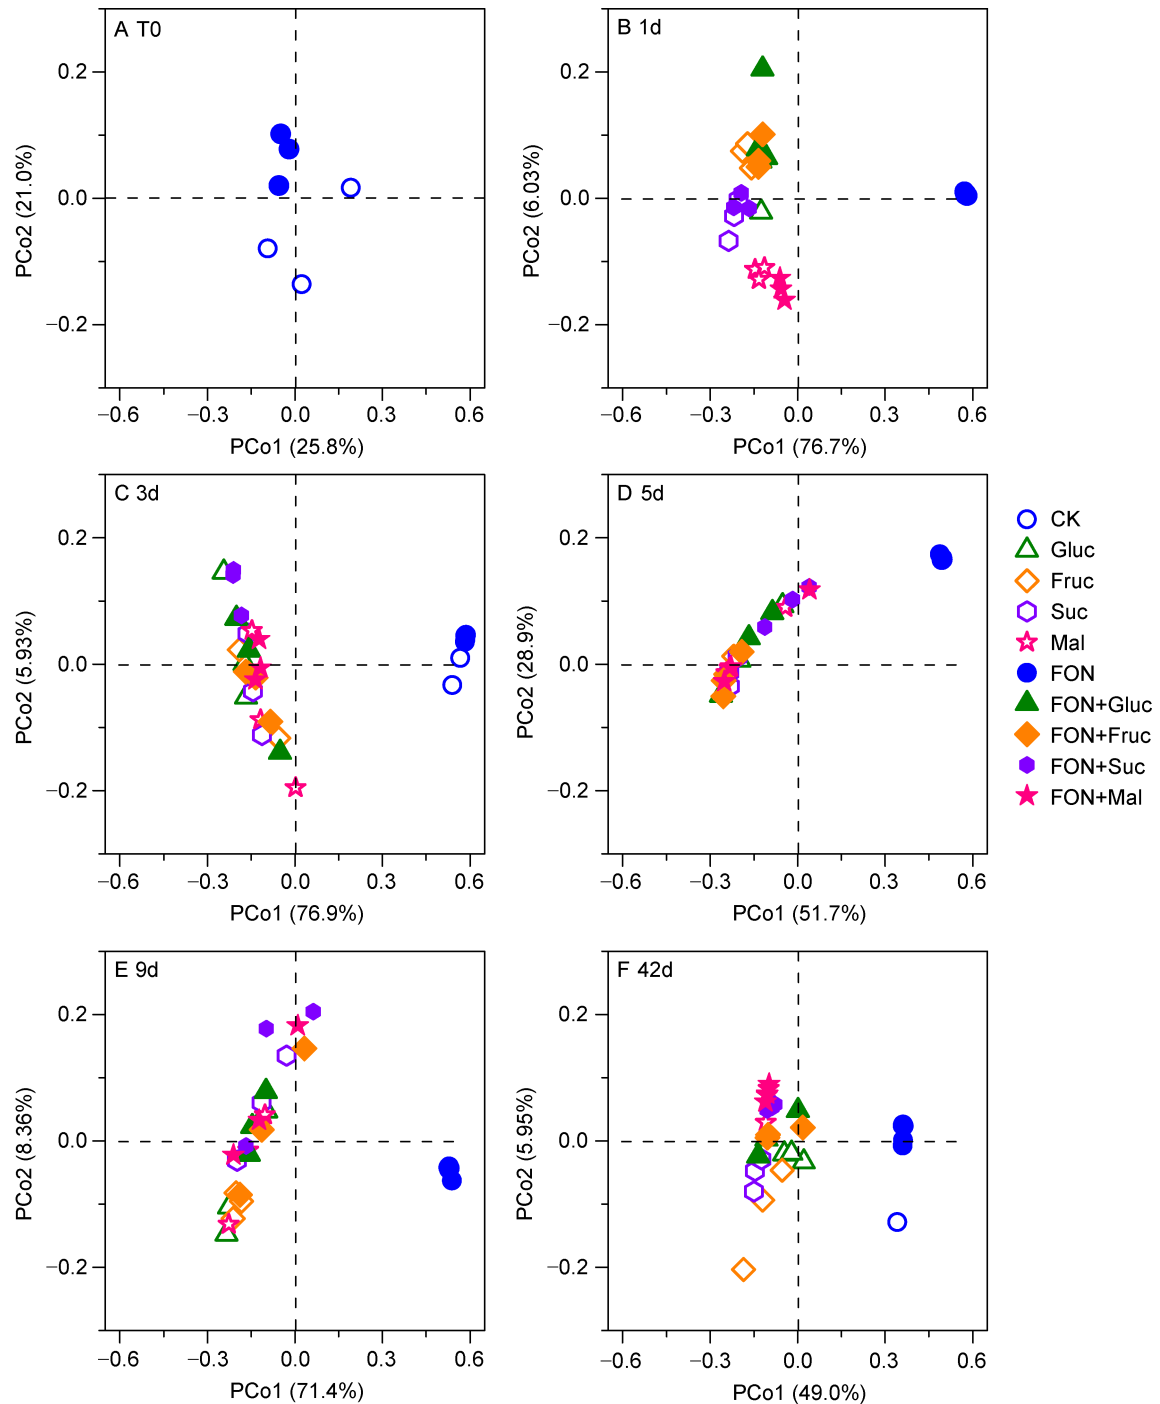 A T0
0.2
0.0
−0.2
PCo2 (21.0%)
−0.6 −0.3 0.0 0.3 0.6
PCo1 (25.8%)
B 1d
0.2
0.0
−0.2
PCo2 (6.03%)
−0.6 −0.3 0.0 0.3 0.6
PCo1 (76.7%)
C 3d
0.2
0.0
−0.2
PCo2 (5.93%)
−0.6 −0.3 0.0 0.3 0.6
PCo1 (76.9%)
D 5d
0.2
0.0
−0.2
PCo2 (28.9%)
−0.6 −0.3 0.0 0.3 0.6
PCo1 (51.7%)
CK
Gluc
Fruc
Suc
Mal
FON
FON+Gluc
FON+Fruc
FON+Suc
FON+Mal
E 9d
0.2
0.0
−0.2
PCo2 (8.36%)
−0.6 −0.3 0.0 0.3 0.6
PCo1 (71.4%)
F 42d
0.2
0.0
−0.2
PCo2 (5.95%)
−0.6 −0.3 0.0 0.3 0.6
PCo1 (49.0%)